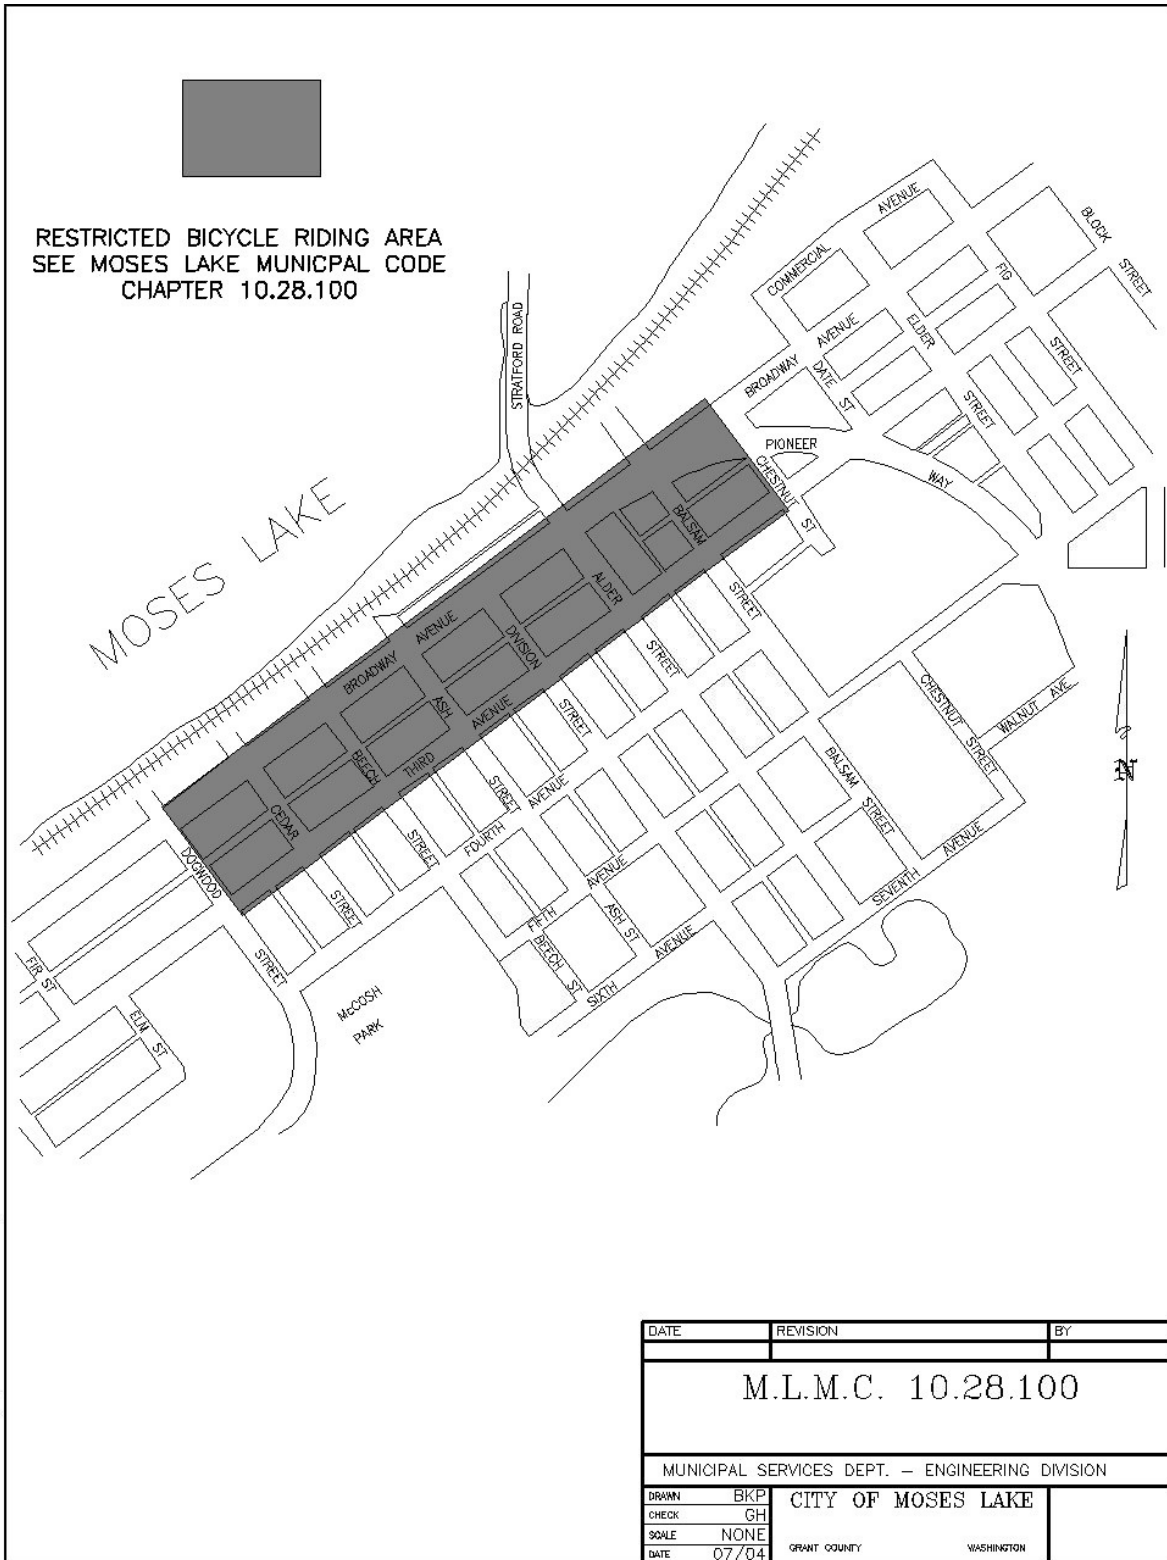 RESTRICTED BICYCLE RIDING AREA
SEE MOSES LAKE MUNICPAL CODE
CHAPTER 10.28.100
MOSES LAKE
STRATFORD ROAD
COMMERCIAL AVENUE
BLOCK STREET
BROADWAY AVENUE
FIG STREET
ELDER STREET
DATE ST
PIONEER WAY
CHESTNUT ST
BALSAM STREET
ALDER STREET
DIVISION STREET
BROADWAY AVENUE
ASH STREET
BEECH STREET
THIRD AVENUE
CEDAR STREET
DOGWOOD STREET
FOURTH AVENUE
FIFTH AVENUE
SIXTH AVENUE
SEVENTH AVENUE
CHESTNUT STREET
WALNUT AVE
BALSAM STREET
ASH ST
BEECH ST
McCOSH
PARK
FIR ST
ELM ST
N
DATE REVISION BY
M.L.M.C. 10.28.100
MUNICIPAL SERVICES DEPT. – ENGINEERING DIVISION
DRAWN BKP
CHECK GH
SCALE NONE
DATE 07/04
CITY OF MOSES LAKE
GRANT COUNTY WASHINGTON